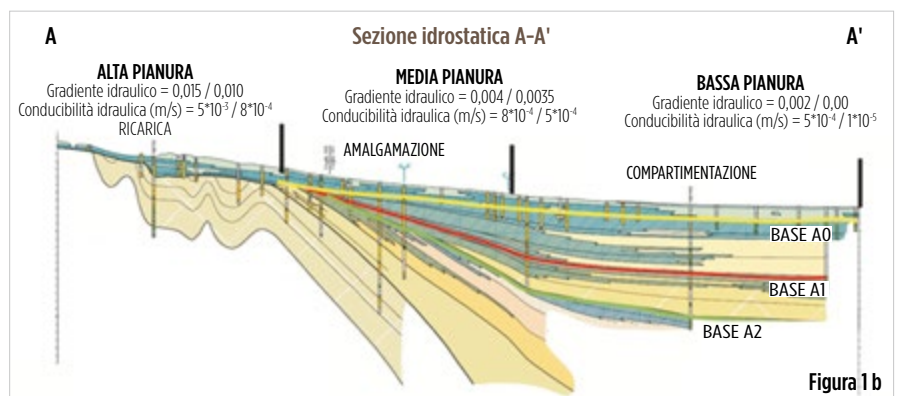 A
Sezione idrostatica A-A'
A'
ALTA PIANURA
Gradiente idraulico = 0,015 / 0,010
Conducibilità idraulica (m/s) = 5*10⁻³ / 8*10⁻⁴
RICARICA
MEDIA PIANURA
Gradiente idraulico = 0,004 / 0,0035
Conducibilità idraulica (m/s) = 8*10⁻⁴ / 5*10⁻⁴
AMALGAMAZIONE
BASSA PIANURA
Gradiente idraulico = 0,002 / 0,00
Conducibilità idraulica (m/s) = 5*10⁻⁴ / 1*10⁻⁵
COMPARTIMENTAZIONE
BASE A0
BASE A1
BASE A2
Figura 1 b